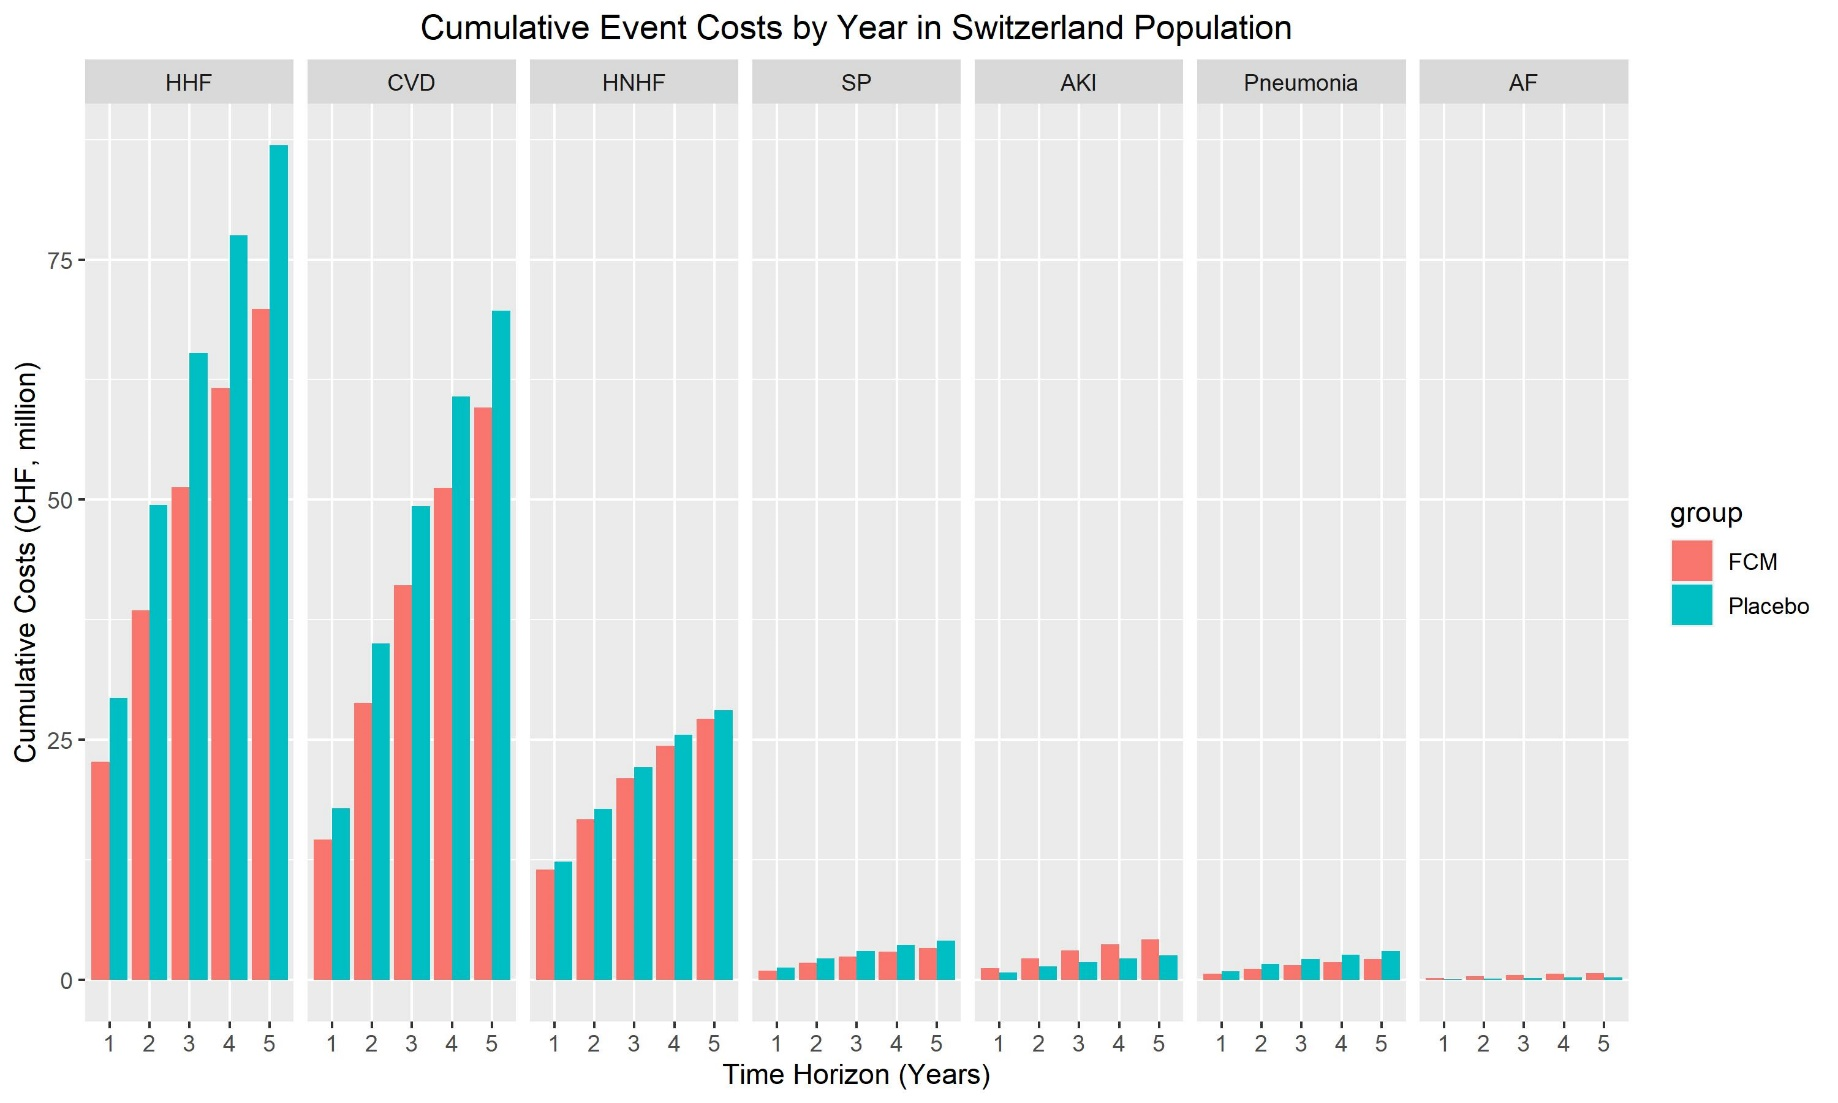 Cumulative Event Costs by Year in Switzerland Population
HHF CVD HNHF SP AKI Pneumonia AF
Cumulative Costs (CHF, million)
75
50
25
0
group
FCM
Placebo
1 2 3 4 5 1 2 3 4 5 1 2 3 4 5 1 2 3 4 5 1 2 3 4 5 1 2 3 4 5 1 2 3 4 5
Time Horizon (Years)